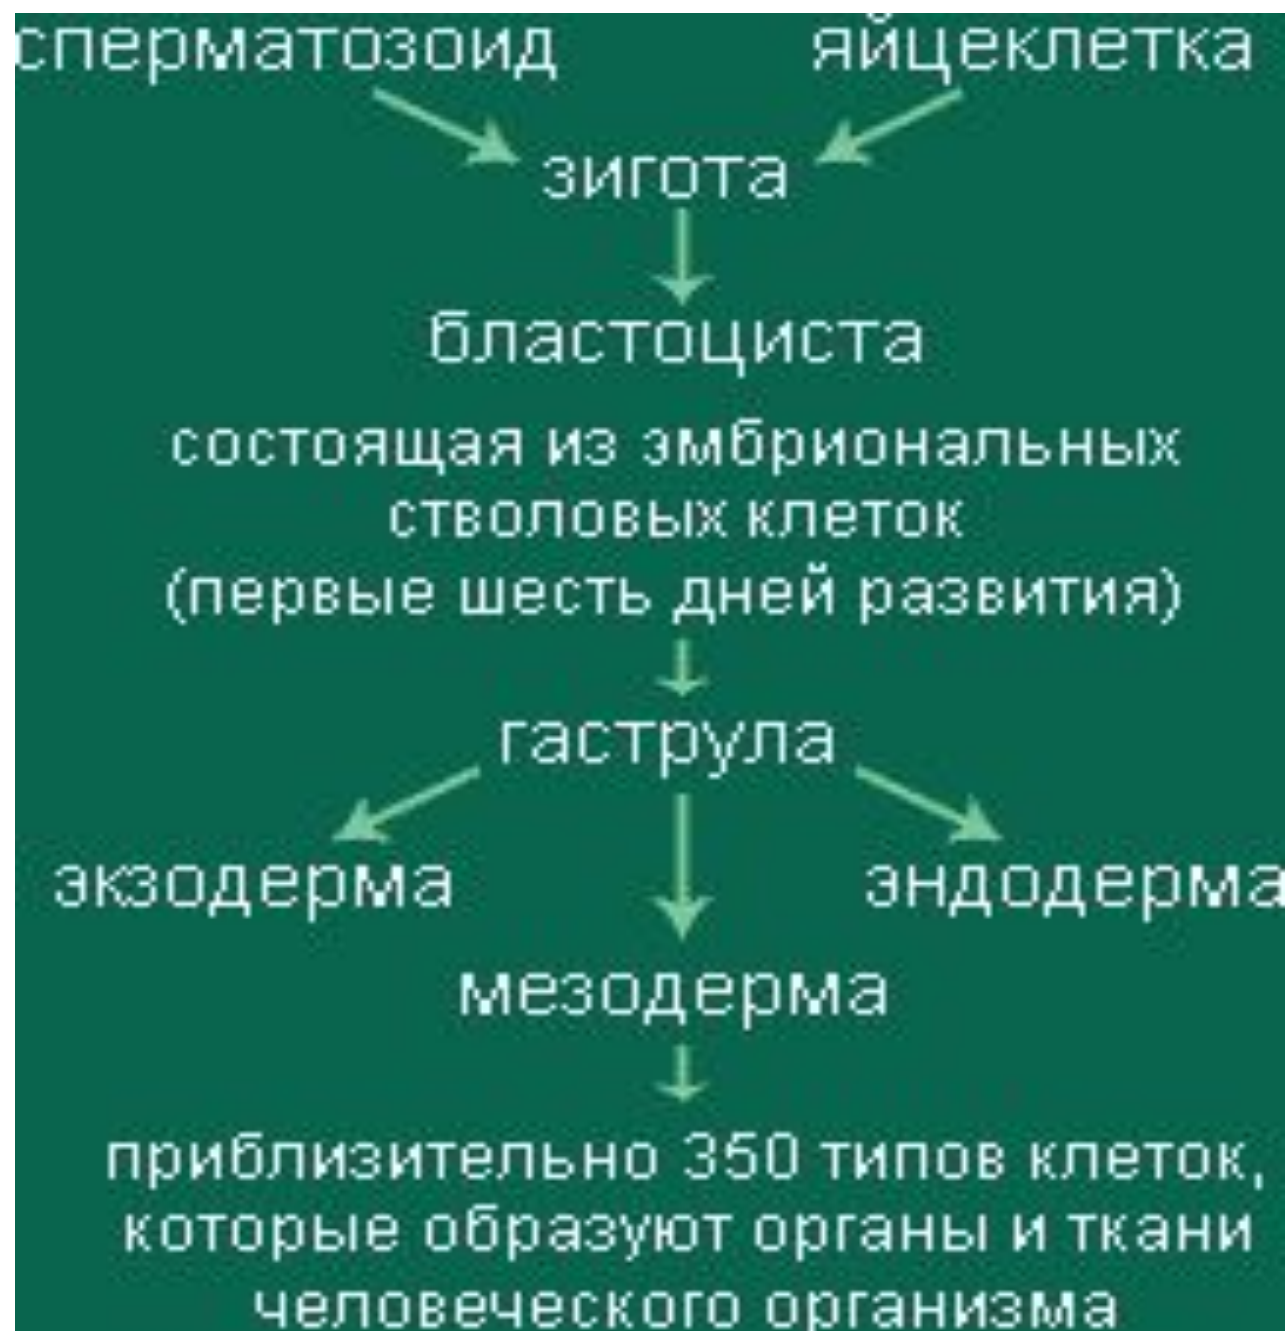 сперматозоид яйцеклетка
зигота
бластоциста
состоящая из эмбриональных
стволовых клеток
(первые шесть дней развития)
гаструла
экзодерма эндодерма
мезодерма
приблизительно 350 типов клеток,
которые образуют органы и ткани
человеческого организма